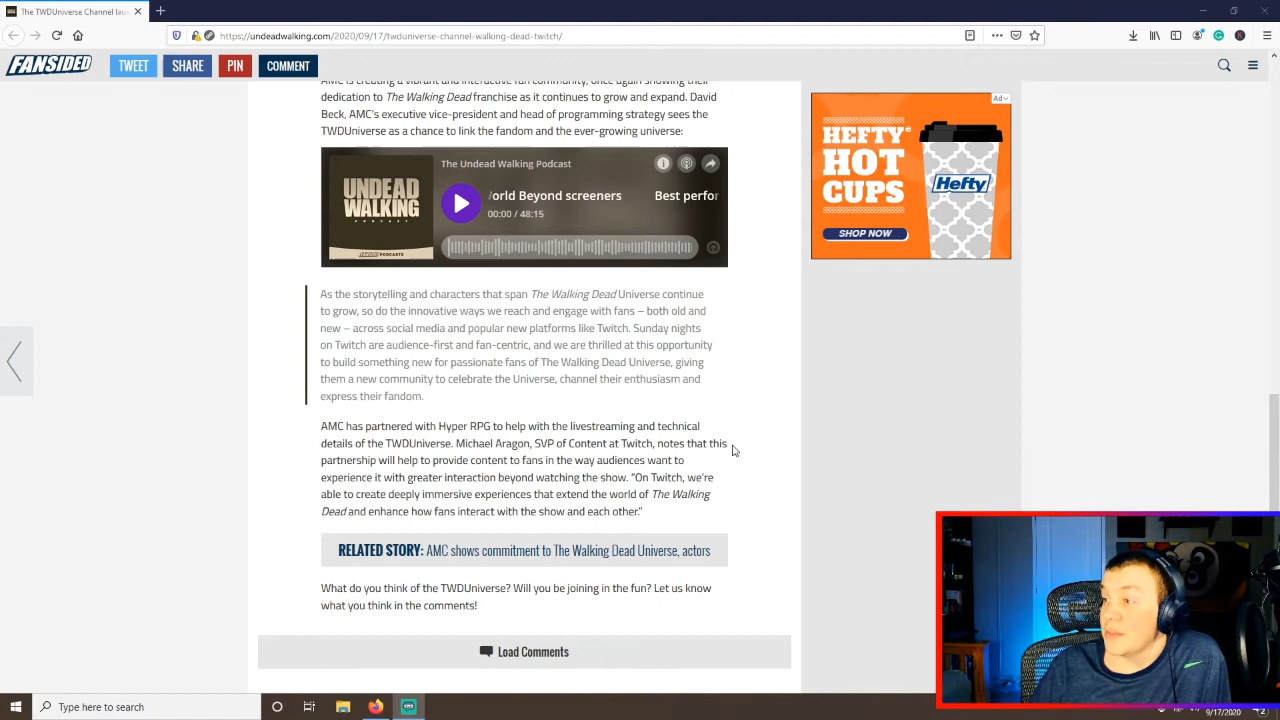 The TWDUniverse Channel laun
https://undeadwalking.com/2020/09/17/twduniverse-channel-walking-dead-twitch/
FANSIDED
TWEET
SHARE
PIN
COMMENT
AMC is creating a vibrant and interactive fan community, once again showing their
dedication to The Walking Dead franchise as it continues to grow and expand. David
Beck, AMC's executive vice-president and head of programming strategy sees the
TWDUniverse as a chance to link the fandom and the ever-growing universe:
UNDEAD
WALKING
PODCAST
FANSIDED PODCASTS
The Undead Walking Podcast
orld Beyond screeners
Best perfor
00:00 / 48:15
As the storytelling and characters that span The Walking Dead Universe continue
to grow, so do the innovative ways we reach and engage with fans – both old and
new – across social media and popular new platforms like Twitch. Sunday nights
on Twitch are audience-first and fan-centric, and we are thrilled at this opportunity
to build something new for passionate fans of The Walking Dead Universe, giving
them a new community to celebrate the Universe, channel their enthusiasm and
express their fandom.
AMC has partnered with Hyper RPG to help with the livestreaming and technical
details of the TWDUniverse. Michael Aragon, SVP of Content at Twitch, notes that this
partnership will help to provide content to fans in the way audiences want to
experience it with greater interaction beyond watching the show. "On Twitch, we're
able to create deeply immersive experiences that extend the world of The Walking
Dead and enhance how fans interact with the show and each other."
RELATED STORY: AMC shows commitment to The Walking Dead Universe, actors
What do you think of the TWDUniverse? Will you be joining in the fun? Let us know
what you think in the comments!
Load Comments
Ad
HEFTY®
HOT
CUPS
SHOP NOW
Hefty
Type here to search
9/17/2020
2